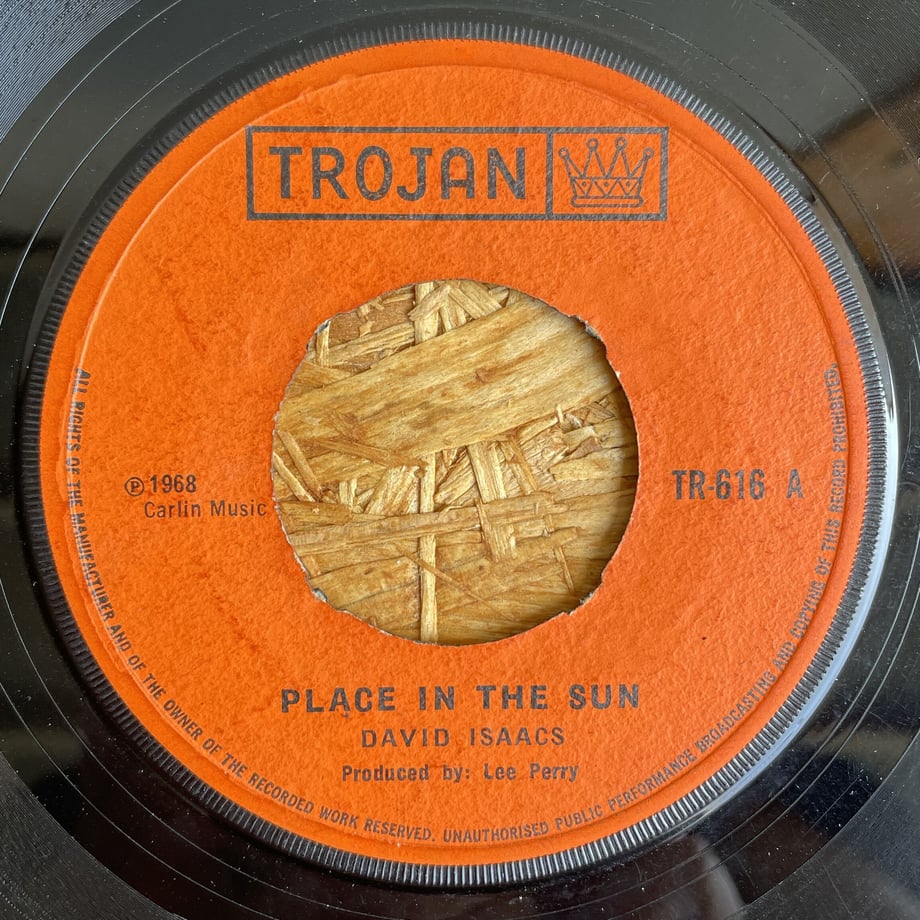 TROJAN
℗1968
Carlin Music
TR-616 A
PLACE IN THE SUN
DAVID ISAACS
Produced by: Lee Perry
ALL RIGHTS OF THE MANUFACTURER AND OF THE OWNER OF THE RECORDED WORK RESERVED. UNAUTHORISED PUBLIC PERFORMANCE BROADCASTING AND COPYING OF THIS RECORD PROHIBITED.